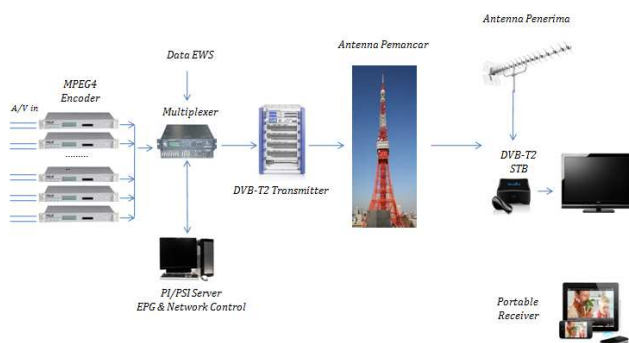 Antenna Penerima
Data EWS
Antenna Pemancar
MPEG4
Encoder
A/V in
Multiplexer
..........
DVB-T2 Transmitter
DVB-T2
STB
PI/PSI Server
EPG & Network Control
Portable
Receiver